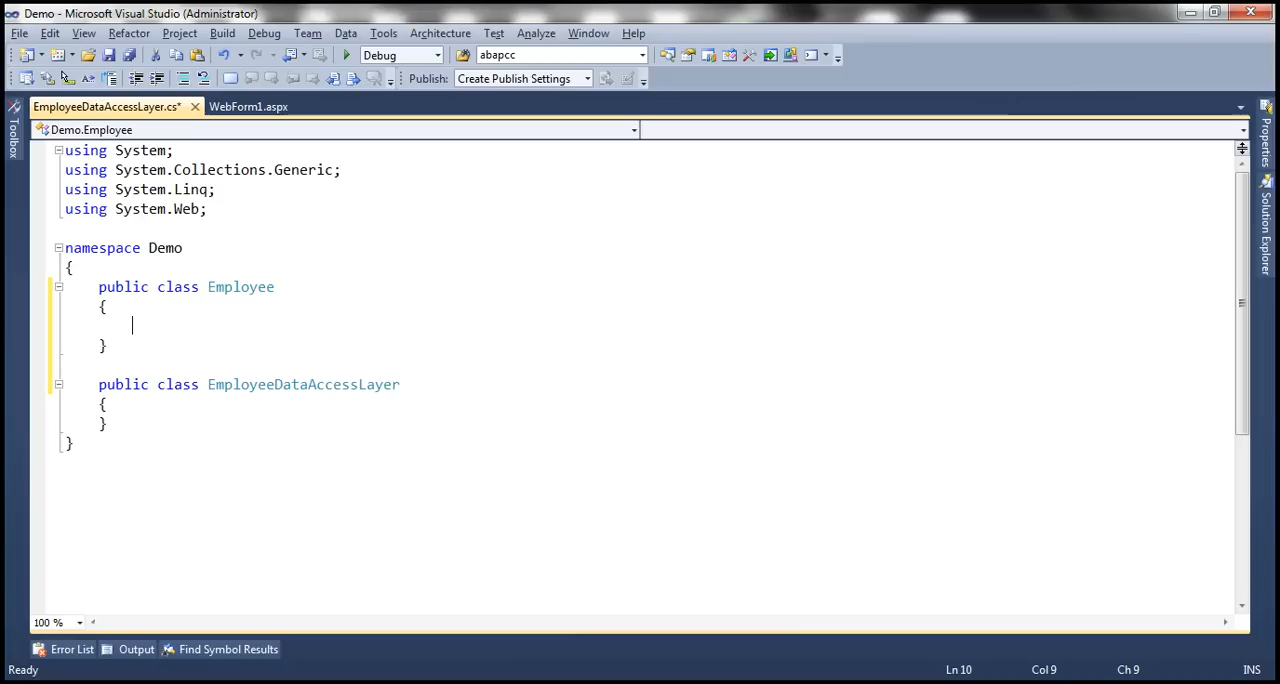 Demo - Microsoft Visual Studio (Administrator)
File Edit View Refactor Project Build Debug Team Data Tools Architecture Test Analyze Window Help
Debug abapcc
Publish: Create Publish Settings
EmployeeDataAccessLayer.cs* WebForm1.aspx
Demo.Employee
Toolbox
Properties
Solution Explorer
using System;
using System.Collections.Generic;
using System.Linq;
using System.Web;
namespace Demo
{
public class Employee
{
}
public class EmployeeDataAccessLayer
{
}
}
100 %
Error List Output Find Symbol Results
Ready Ln 10 Col 9 Ch 9 INS